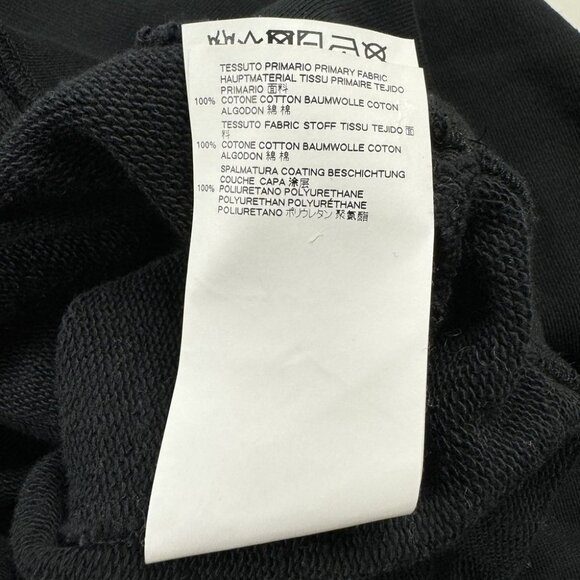 TESSUTO PRIMARIO PRIMARY FABRIC
HAUPTMATERIAL TISSU PRIMAIRE TEJIDO
PRIMARIO 面料
100% COTONE COTTON BAUMWOLLE COTON
ALGODON 綿 棉
TESSUTO FABRIC STOFF TISSU TEJIDO 面
料
100% COTONE COTTON BAUMWOLLE COTON
ALGODON 綿 棉
SPALMATURA COATING BESCHICHTUNG
COUCHE CAPA 涂层
100% POLIURETANO POLYURETHANE
POLYURETHAN POLYURÉTHANE
POLIURETANO ポリウレタン 聚氨酯